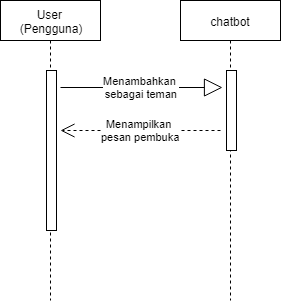 User
(Pengguna)
chatbot
Menambahkan
sebagai teman
Menampilkan
pesan pembuka